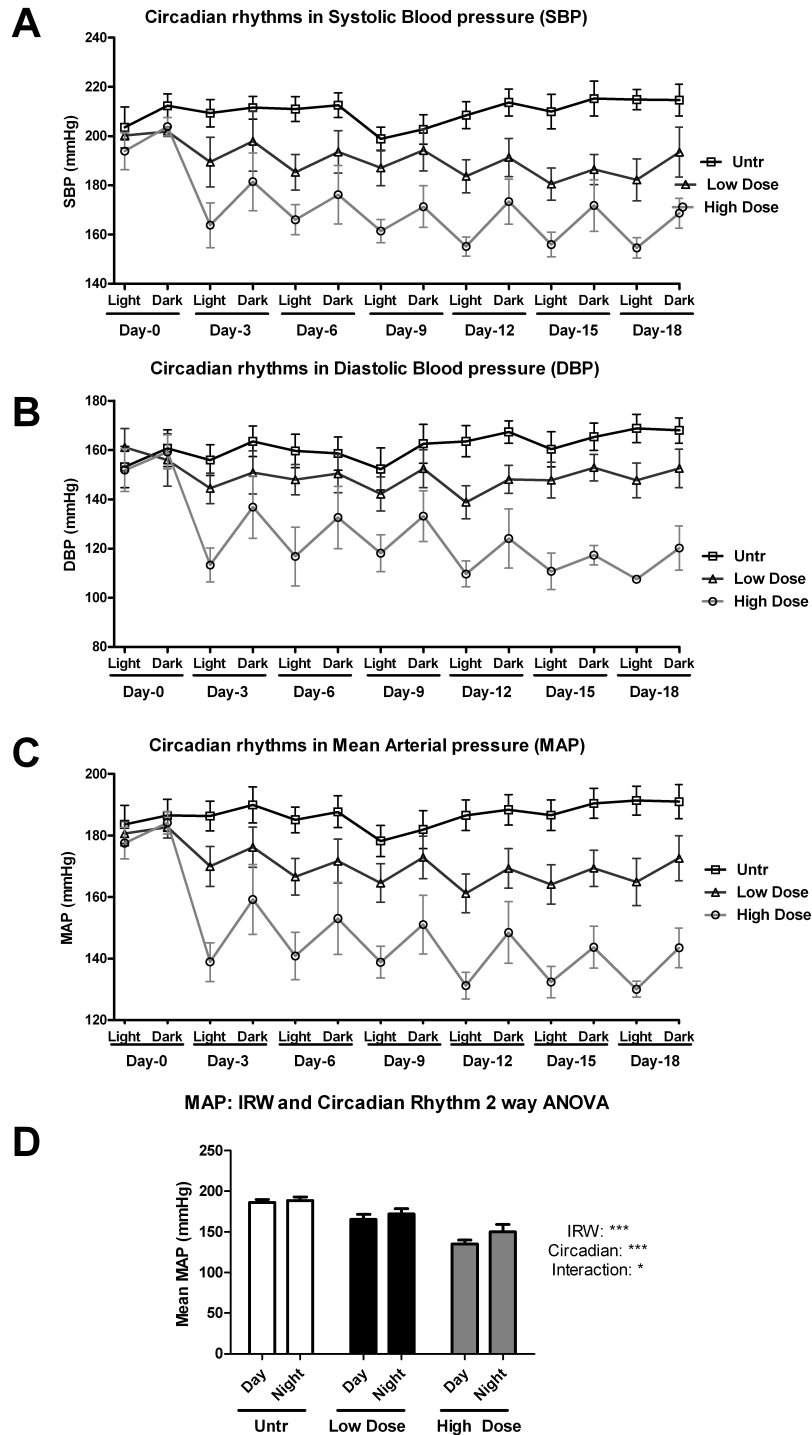 A
Circadian rhythms in Systolic Blood pressure (SBP)
240
220
200
180
160
140
SBP (mmHg)
Untr
Low Dose
High Dose
Light Dark Light Dark Light Dark Light Dark Light Dark Light Dark Light Dark
Day-0 Day-3 Day-6 Day-9 Day-12 Day-15 Day-18
B
Circadian rhythms in Diastolic Blood pressure (DBP)
180
160
140
120
100
80
DBP (mmHg)
Untr
Low Dose
High Dose
Light Dark Light Dark Light Dark Light Dark Light Dark Light Dark Light Dark
Day-0 Day-3 Day-6 Day-9 Day-12 Day-15 Day-18
C
Circadian rhythms in Mean Arterial pressure (MAP)
200
180
160
140
120
MAP (mmHg)
Untr
Low Dose
High Dose
Light Dark Light Dark Light Dark Light Dark Light Dark Light Dark Light Dark
Day-0 Day-3 Day-6 Day-9 Day-12 Day-15 Day-18
MAP: IRW and Circadian Rhythm 2 way ANOVA
D
250
200
150
100
50
0
Mean MAP (mmHg)
IRW: ***
Circadian: ***
Interaction: *
Day Night Day Night Day Night
Untr Low Dose High Dose